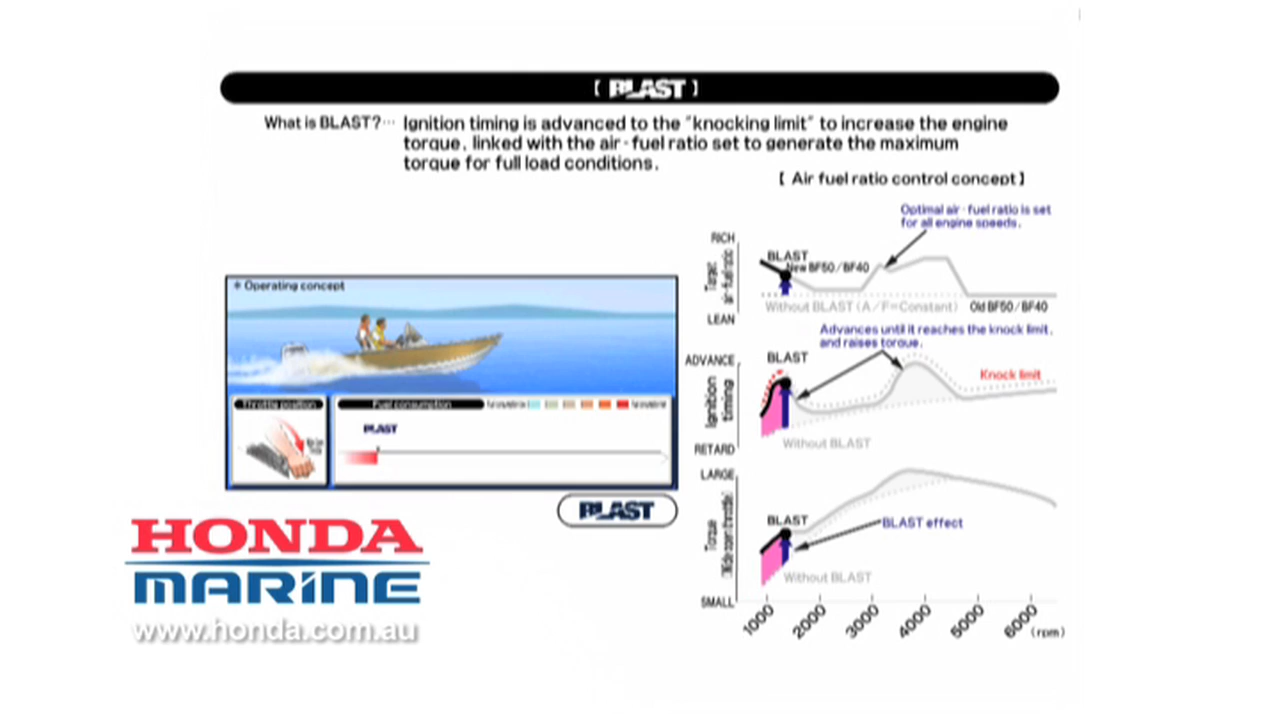 【 BLAST 】
What is BLAST?… Ignition timing is advanced to the "knocking limit" to increase the engine
torque, linked with the air-fuel ratio set to generate the maximum
torque for full load conditions.
【 Air fuel ratio control concept】
Optimal air-fuel ratio is set
for all engine speeds.
RICH
Target
air-fuel ratio
LEAN
BLAST
New BF50/BF40
Without BLAST (A/F=Constant)
Old BF50/BF40
Operating concept
Throttle position
Fuel consumption
BLAST
BLAST
Advances until it reaches the knock limit,
and raises torque.
ADVANCE
Ignition
timing
RETARD
BLAST
Knock limit
Without BLAST
LARGE
Torque
SMALL
BLAST
BLAST effect
Without BLAST
1000 2000 3000 4000 5000 6000 (rpm)
HONDA
MARINE
www.honda.com.au